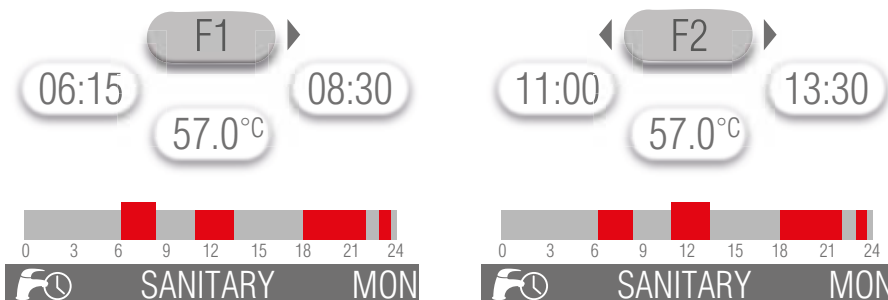 F1
06:15 08:30
57.0°C
0 3 6 9 12 15 18 21 24
SANITARY MON
F2
11:00 13:30
57.0°C
0 3 6 9 12 15 18 21 24
SANITARY MON